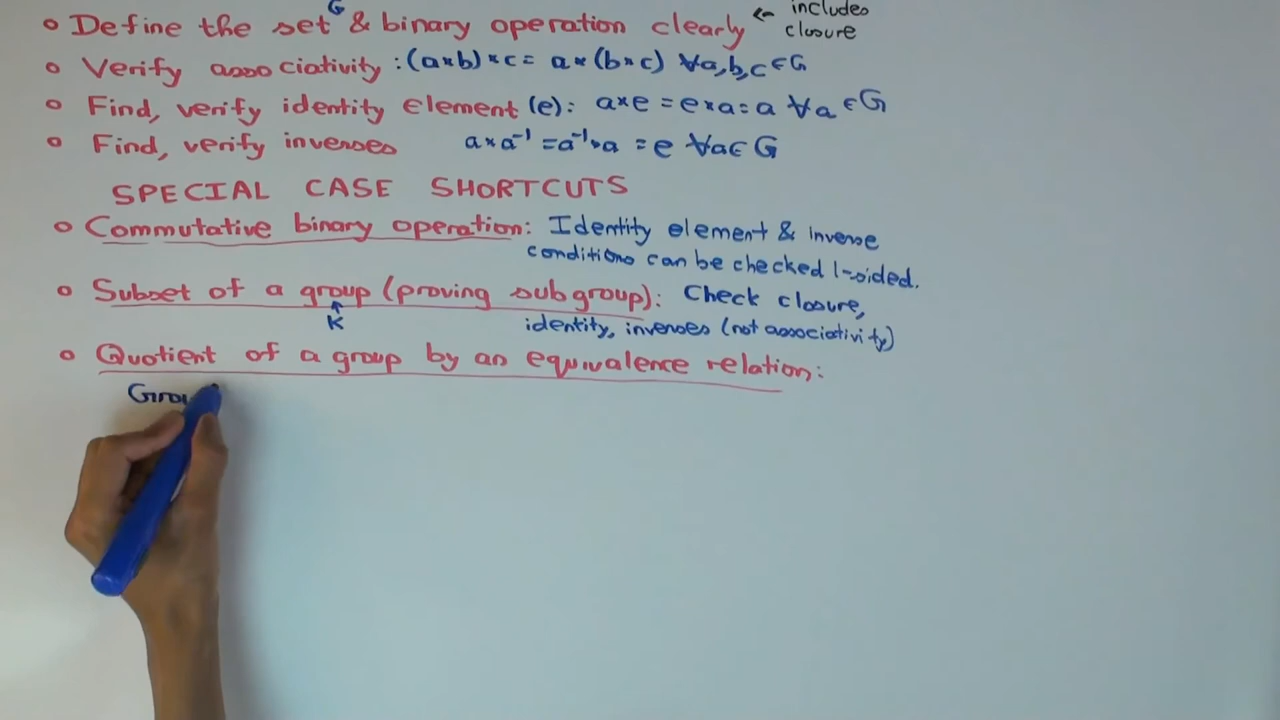 G
◦ Define the set & binary operation clearly ← includes closure
◦ Verify associativity : (a*b)*c = a*(b*c) ∀a,b,c ∈ G
◦ Find, verify identity element (e): a*e = e*a = a ∀a ∈ G
◦ Find, verify inverses a*a⁻¹ = a⁻¹*a = e ∀a ∈ G
SPECIAL CASE SHORTCUTS
◦ Commutative binary operation: Identity element & inverse
conditions can be checked 1-sided.
◦ Subset of a group (proving subgroup): Check closure,
K identity, inverses (not associativity)
◦ Quotient of a group by an equivalence relation:
Grou